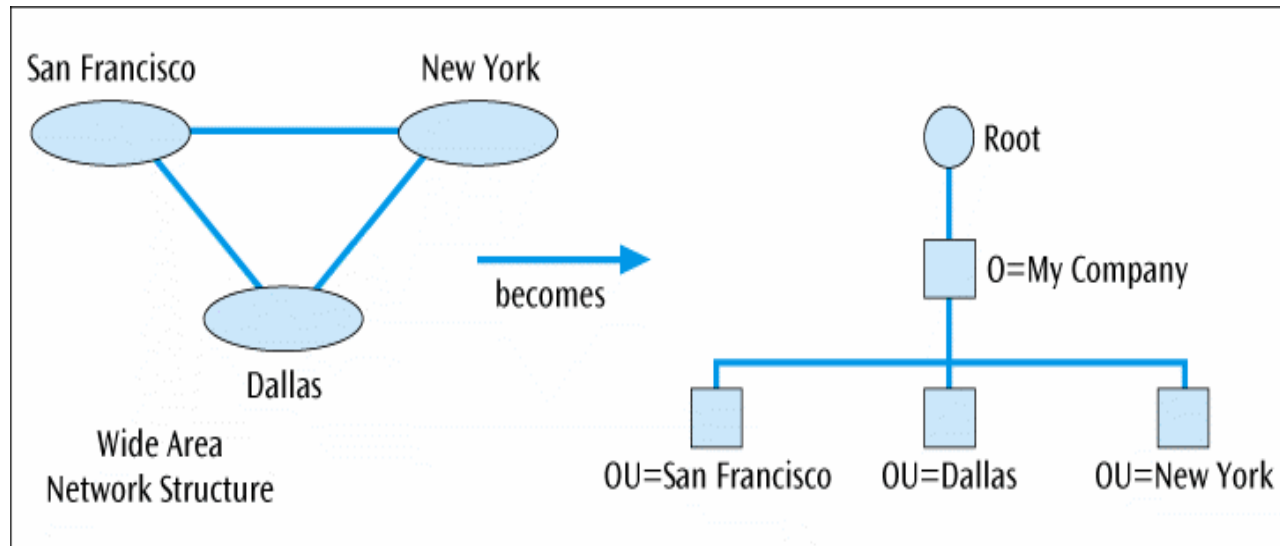 San Francisco
New York
Dallas
Wide Area
Network Structure
becomes
Root
O=My Company
OU=San Francisco
OU=Dallas
OU=New York